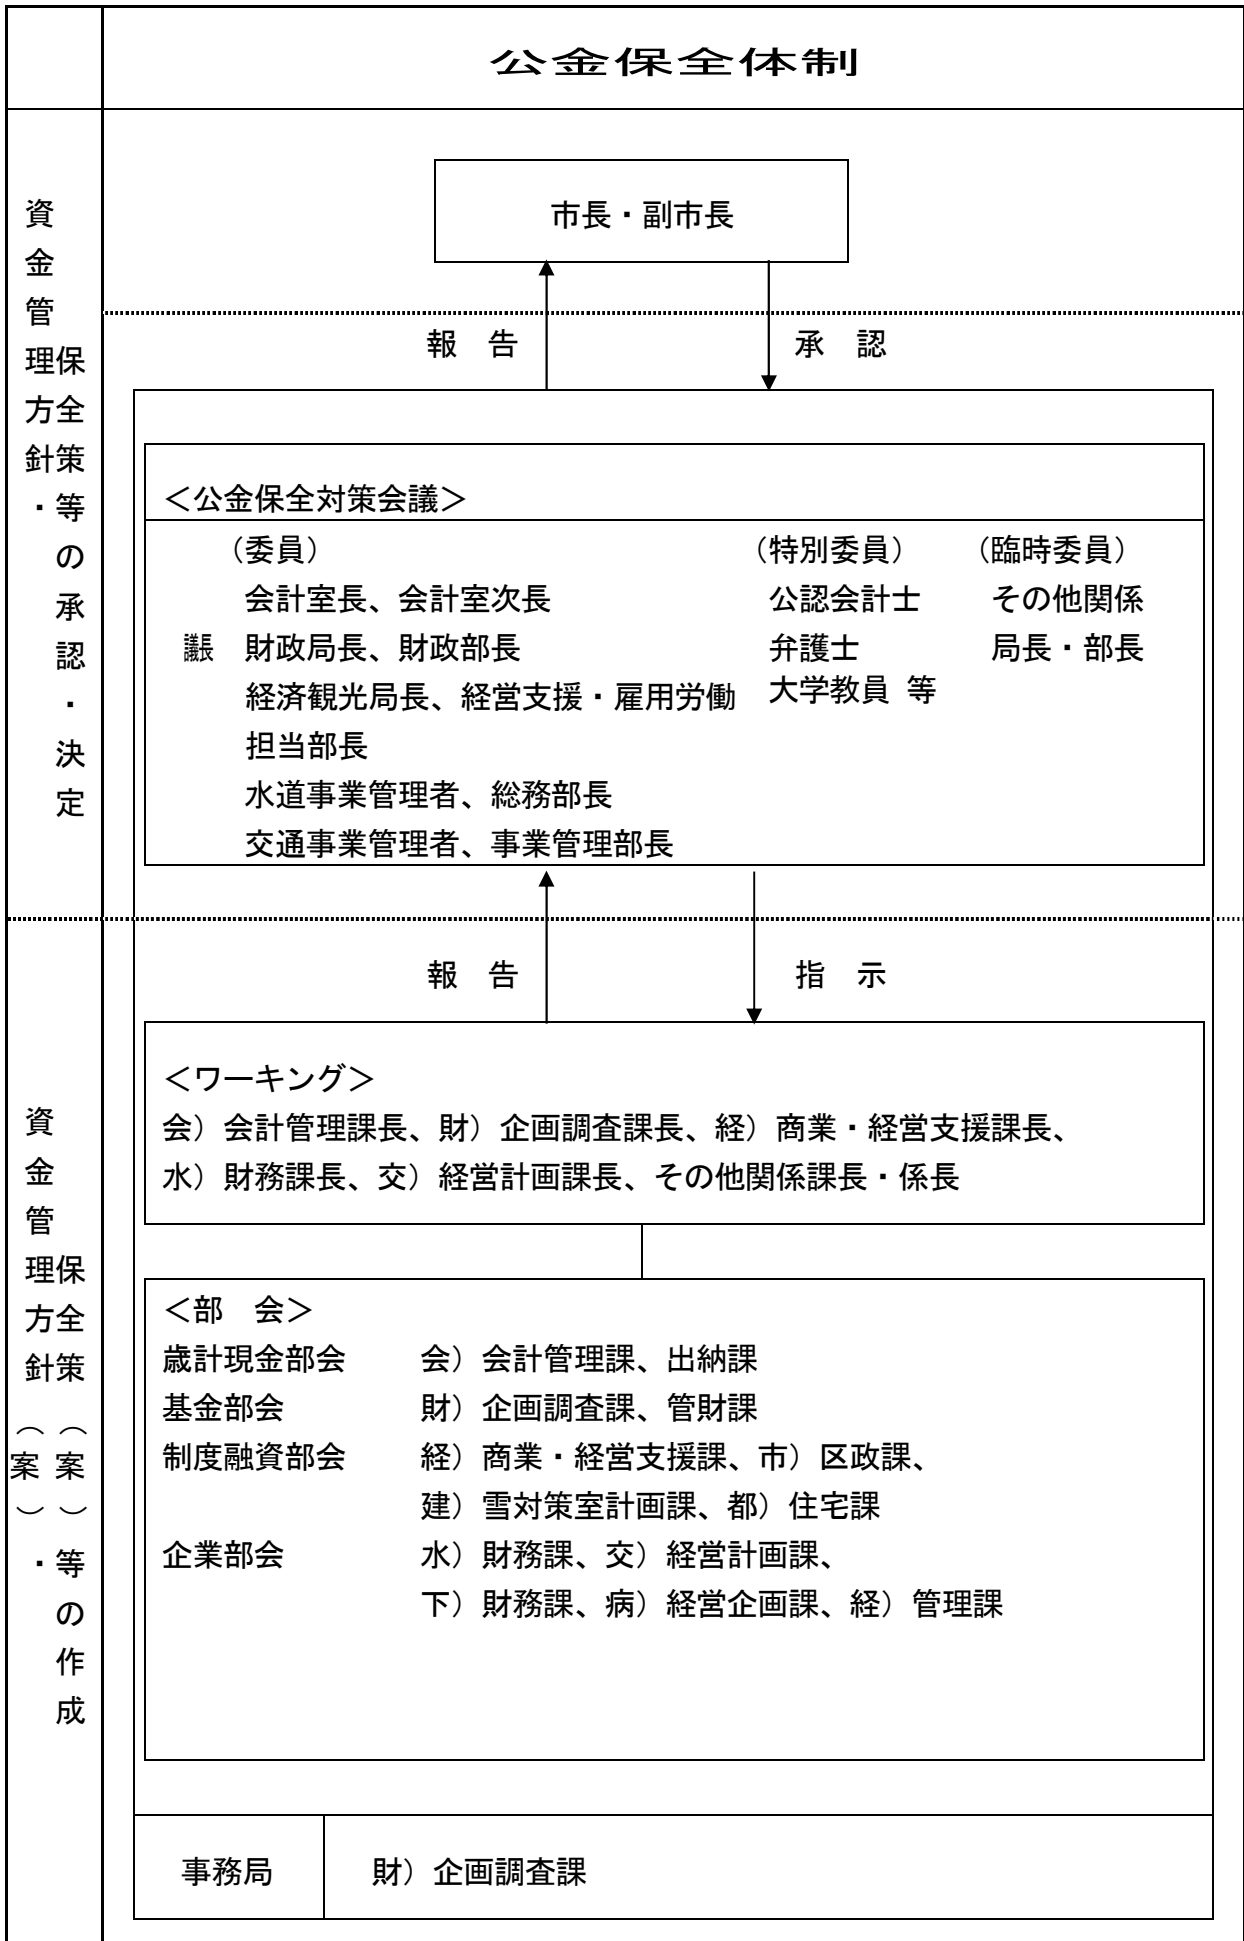 公金保全体制
資金管理方針・
保全策等の承認・決定
市長・副市長
報　告
承　認
＜公金保全対策会議＞
（委員）
（特別委員）
（臨時委員）
会計室長、会計室次長
公認会計士
その他関係
議長
財政局長、財政部長
弁護士
局長・部長
経済観光局長、経営支援・雇用労働
大学教員 等
担当部長
水道事業管理者、総務部長
交通事業管理者、事業管理部長
報　告
指　示
資金管理方針（案）・
保全策（案）等の作成
＜ワーキング＞
会）会計管理課長、財）企画調査課長、経）商業・経営支援課長、
水）財務課長、交）経営計画課長、その他関係課長・係長
＜部　会＞
歳計現金部会　会）会計管理課、出納課
基金部会　財）企画調査課、管財課
制度融資部会　経）商業・経営支援課、市）区政課、
建）雪対策室計画課、都）住宅課
企業部会　水）財務課、交）経営計画課、
下）財務課、病）経営企画課、経）管理課
事務局　財）企画調査課